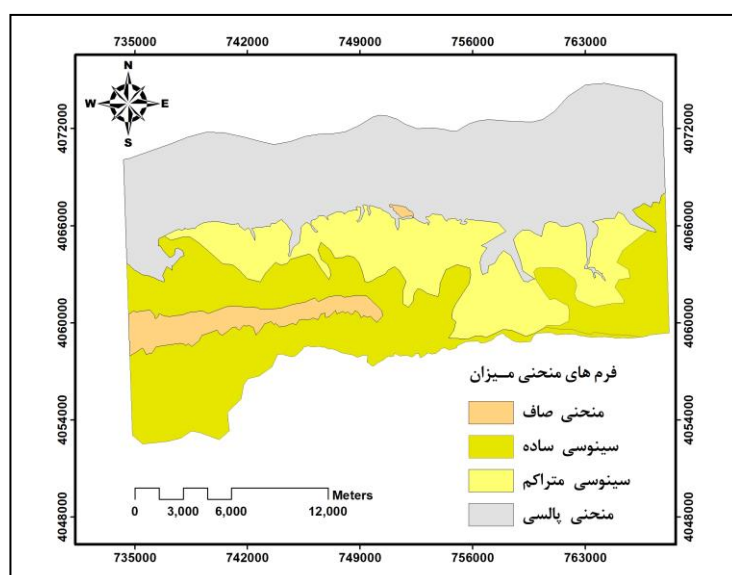 735000 742000 749000 756000 763000
N
W E
S
4072000 4072000
4066000 4066000
4060000 4060000
4054000 4054000
4048000 4048000
فرم های منحنی مــیزان
منحنی صاف
سینوسی ساده
سینوسی متراکم
منحنی پالسی
Meters
0 3,000 6,000 12,000
735000 742000 749000 756000 763000